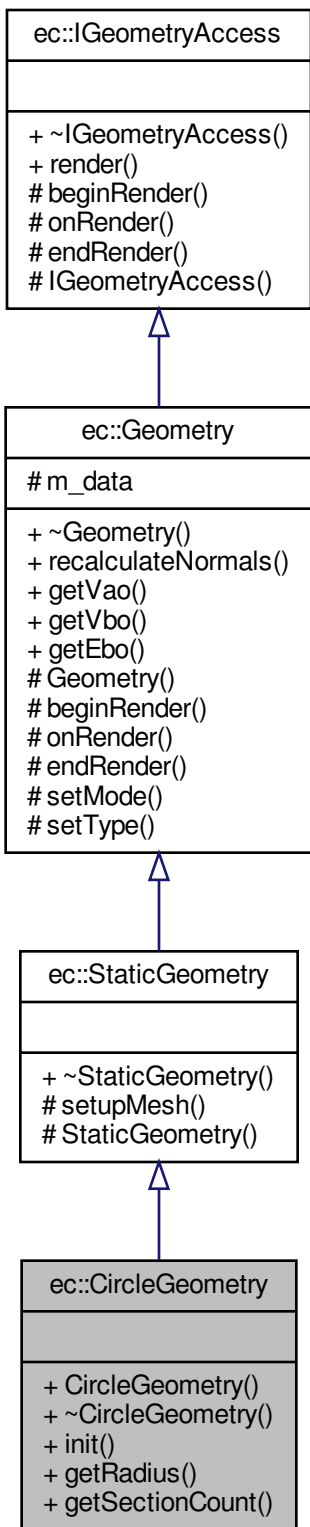 ec::IGeometryAccess
+ ~IGeometryAccess()
+ render()
# beginRender()
# onRender()
# endRender()
# IGeometryAccess()
ec::Geometry
# m_data
+ ~Geometry()
+ recalculateNormals()
+ getVao()
+ getVbo()
+ getEbo()
# Geometry()
# beginRender()
# onRender()
# endRender()
# setMode()
# setType()
ec::StaticGeometry
+ ~StaticGeometry()
# setupMesh()
# StaticGeometry()
ec::CircleGeometry
+ CircleGeometry()
+ ~CircleGeometry()
+ init()
+ getRadius()
+ getSectionCount()